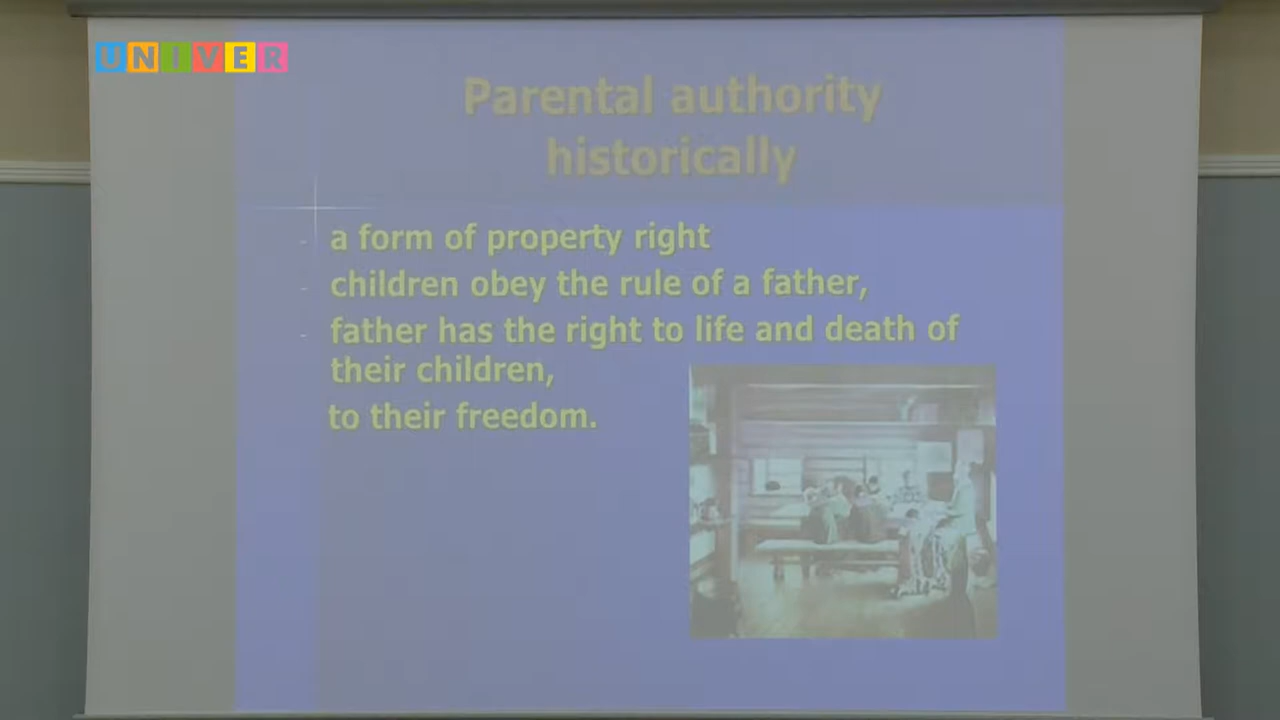 UNIVER
Parental authority
historically
- a form of property right
- children obey the rule of a father,
- father has the right to life and death of
their children,
to their freedom.